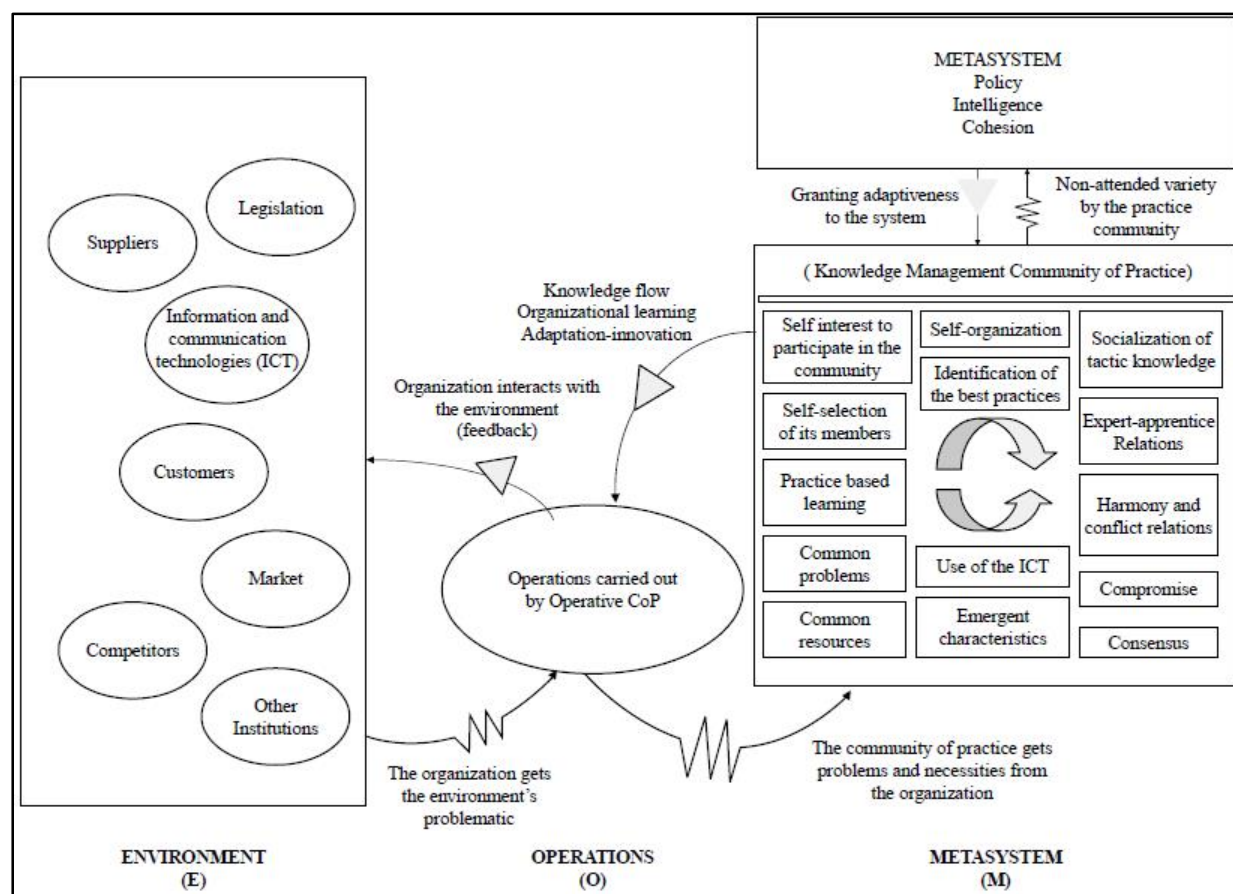 METASYSTEM
Policy
Intelligence
Cohesion
Granting adaptiveness
to the system
Non-attended variety
by the practice
community
Legislation
Suppliers
Information and
communication
technologies (ICT)
Customers
Market
Competitors
Other
Institutions
Knowledge flow
Organizational learning
Adaptation-innovation
Organization interacts with
the environment
(feedback)
Operations carried out
by Operative CoP
( Knowledge Management Community of Practice)
Self interest to
participate in the
community
Self-selection
of its members
Practice based
learning
Common
problems
Common
resources
Self-organization
Identification of
the best practices
Use of the ICT
Emergent
characteristics
Socialization of
tactic knowledge
Expert-apprentice
Relations
Harmony and
conflict relations
Compromise
Consensus
The organization gets
the environment's
problematic
The community of practice gets
problems and necessities from
the organization
ENVIRONMENT
(E)
OPERATIONS
(O)
METASYSTEM
(M)